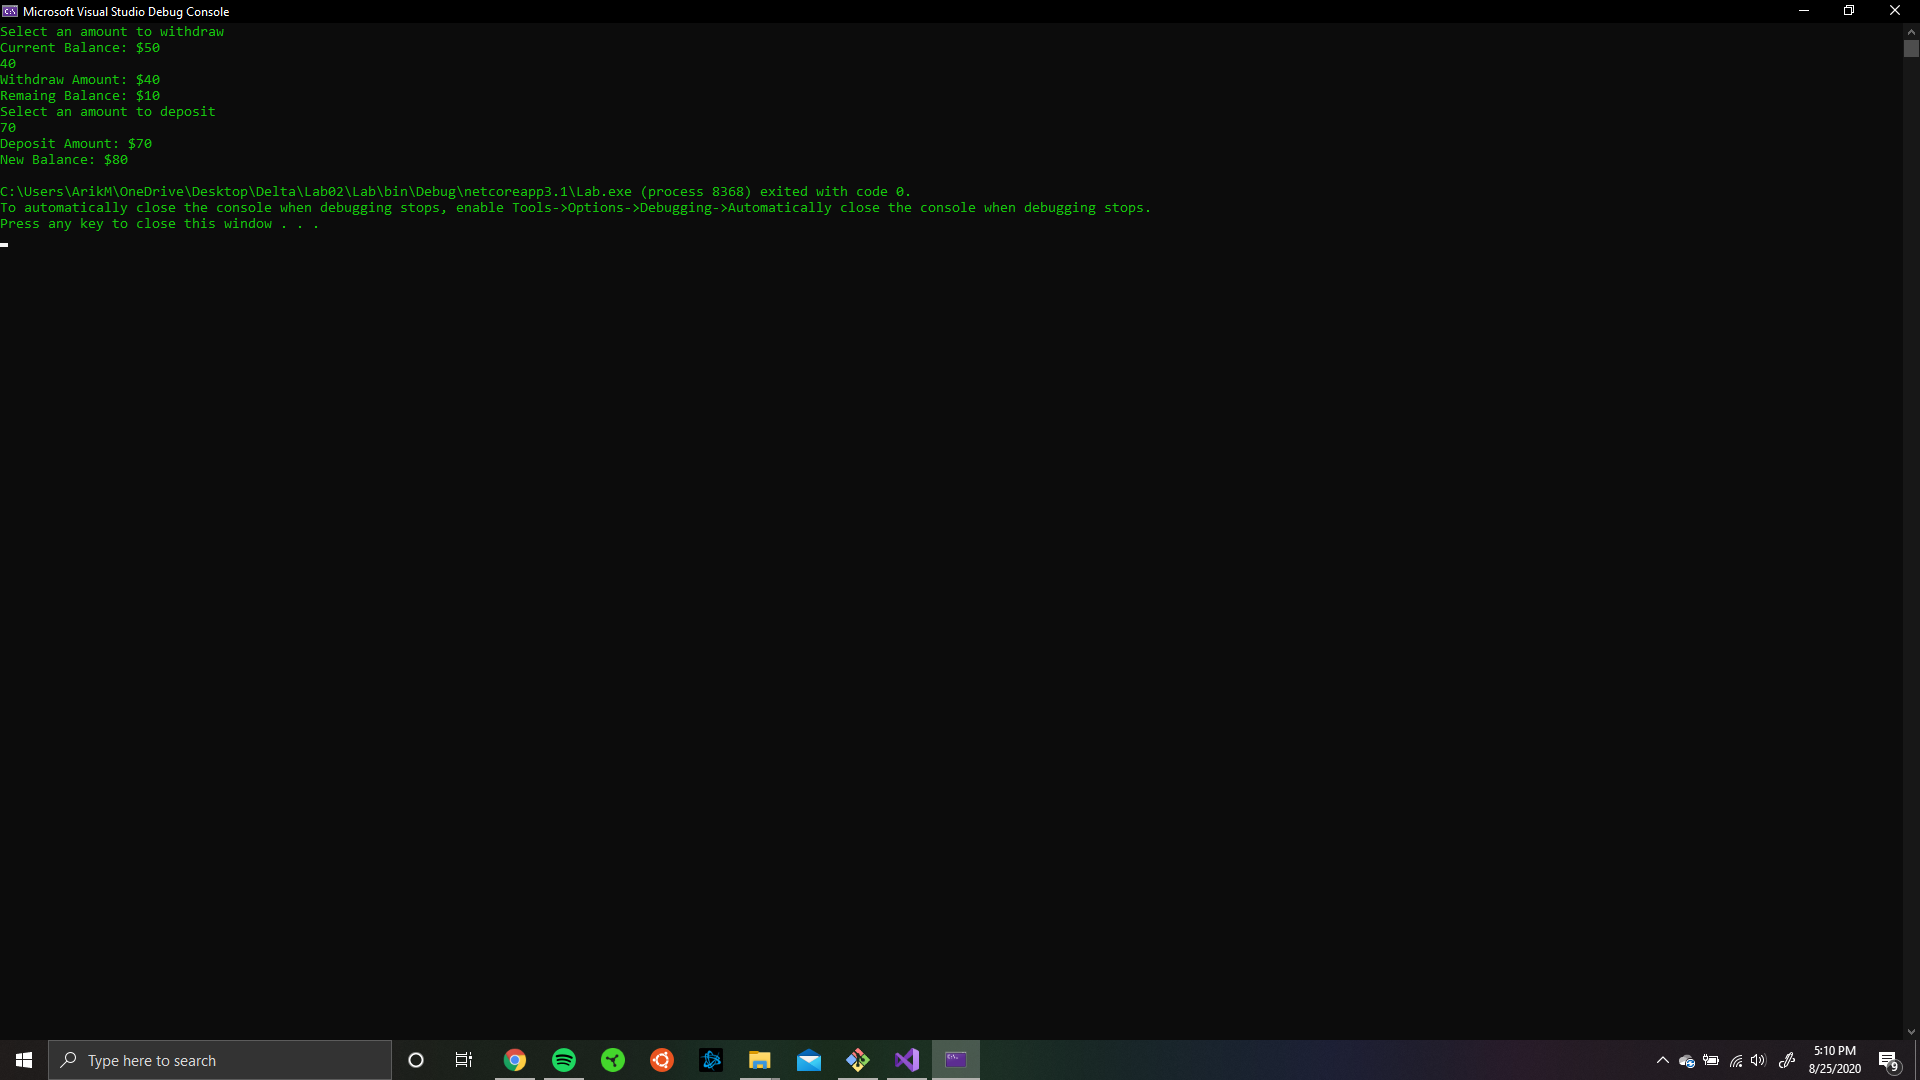 Microsoft Visual Studio Debug Console
Select an amount to withdraw
Current Balance: $50
40
Withdraw Amount: $40
Remaing Balance: $10
Select an amount to deposit
70
Deposit Amount: $70
New Balance: $80
C:\Users\ArikM\OneDrive\Desktop\Delta\Lab02\Lab\bin\Debug\netcoreapp3.1\Lab.exe (process 8368) exited with code 0.
To automatically close the console when debugging stops, enable Tools->Options->Debugging->Automatically close the console when debugging stops.
Press any key to close this window . . .
Type here to search
5:10 PM
8/25/2020
9